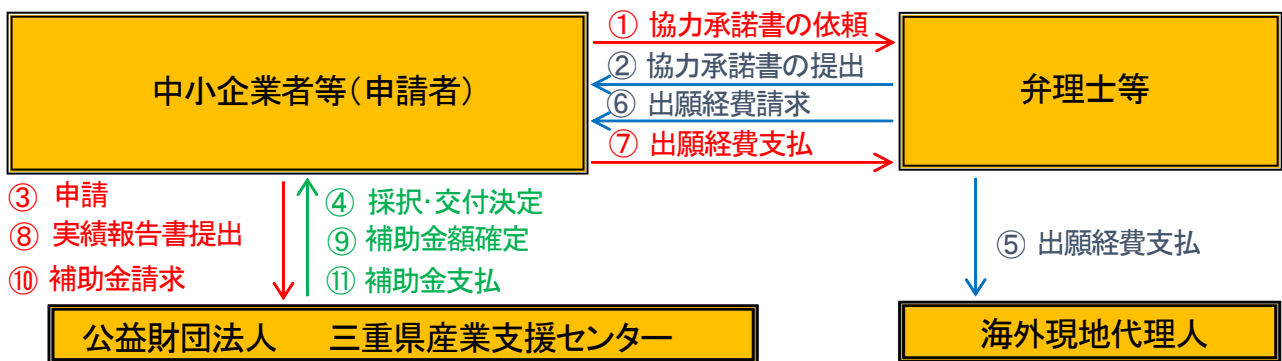 ① 協力承諾書の依頼
② 協力承諾書の提出
中小企業者等(申請者)
弁理士等
⑥ 出願経費請求
⑦ 出願経費支払
③ 申請
④ 採択・交付決定
⑧ 実績報告書提出
⑨ 補助金額確定
⑤ 出願経費支払
⑩ 補助金請求
⑪ 補助金支払
公益財団法人 三重県産業支援センター
海外現地代理人